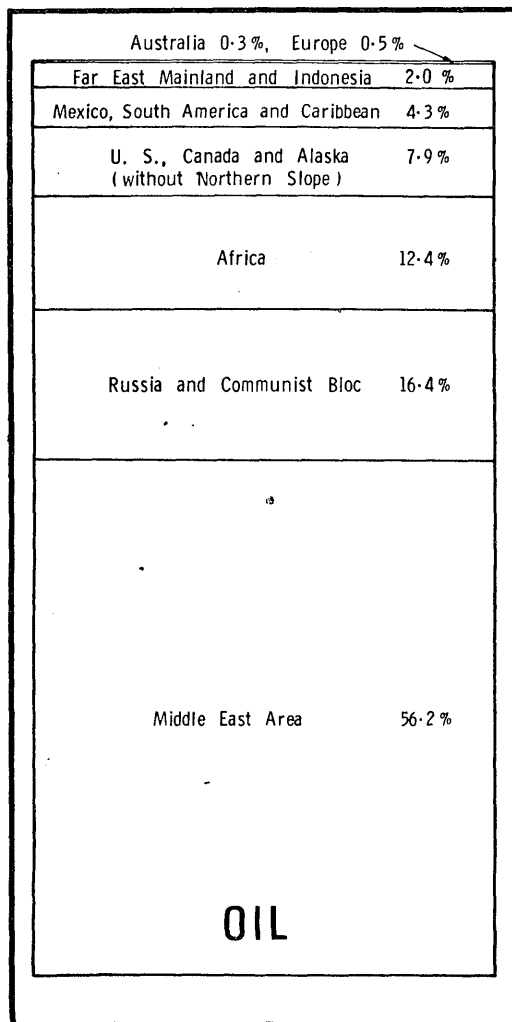 Australia 0·3%, Europe 0·5%
Far East Mainland and Indonesia 2·0 %
Mexico, South America and Caribbean 4·3%
U. S., Canada and Alaska 7·9%
(without Northern Slope)
Africa 12·4%
Russia and Communist Bloc 16·4%
Middle East Area 56·2%
OIL